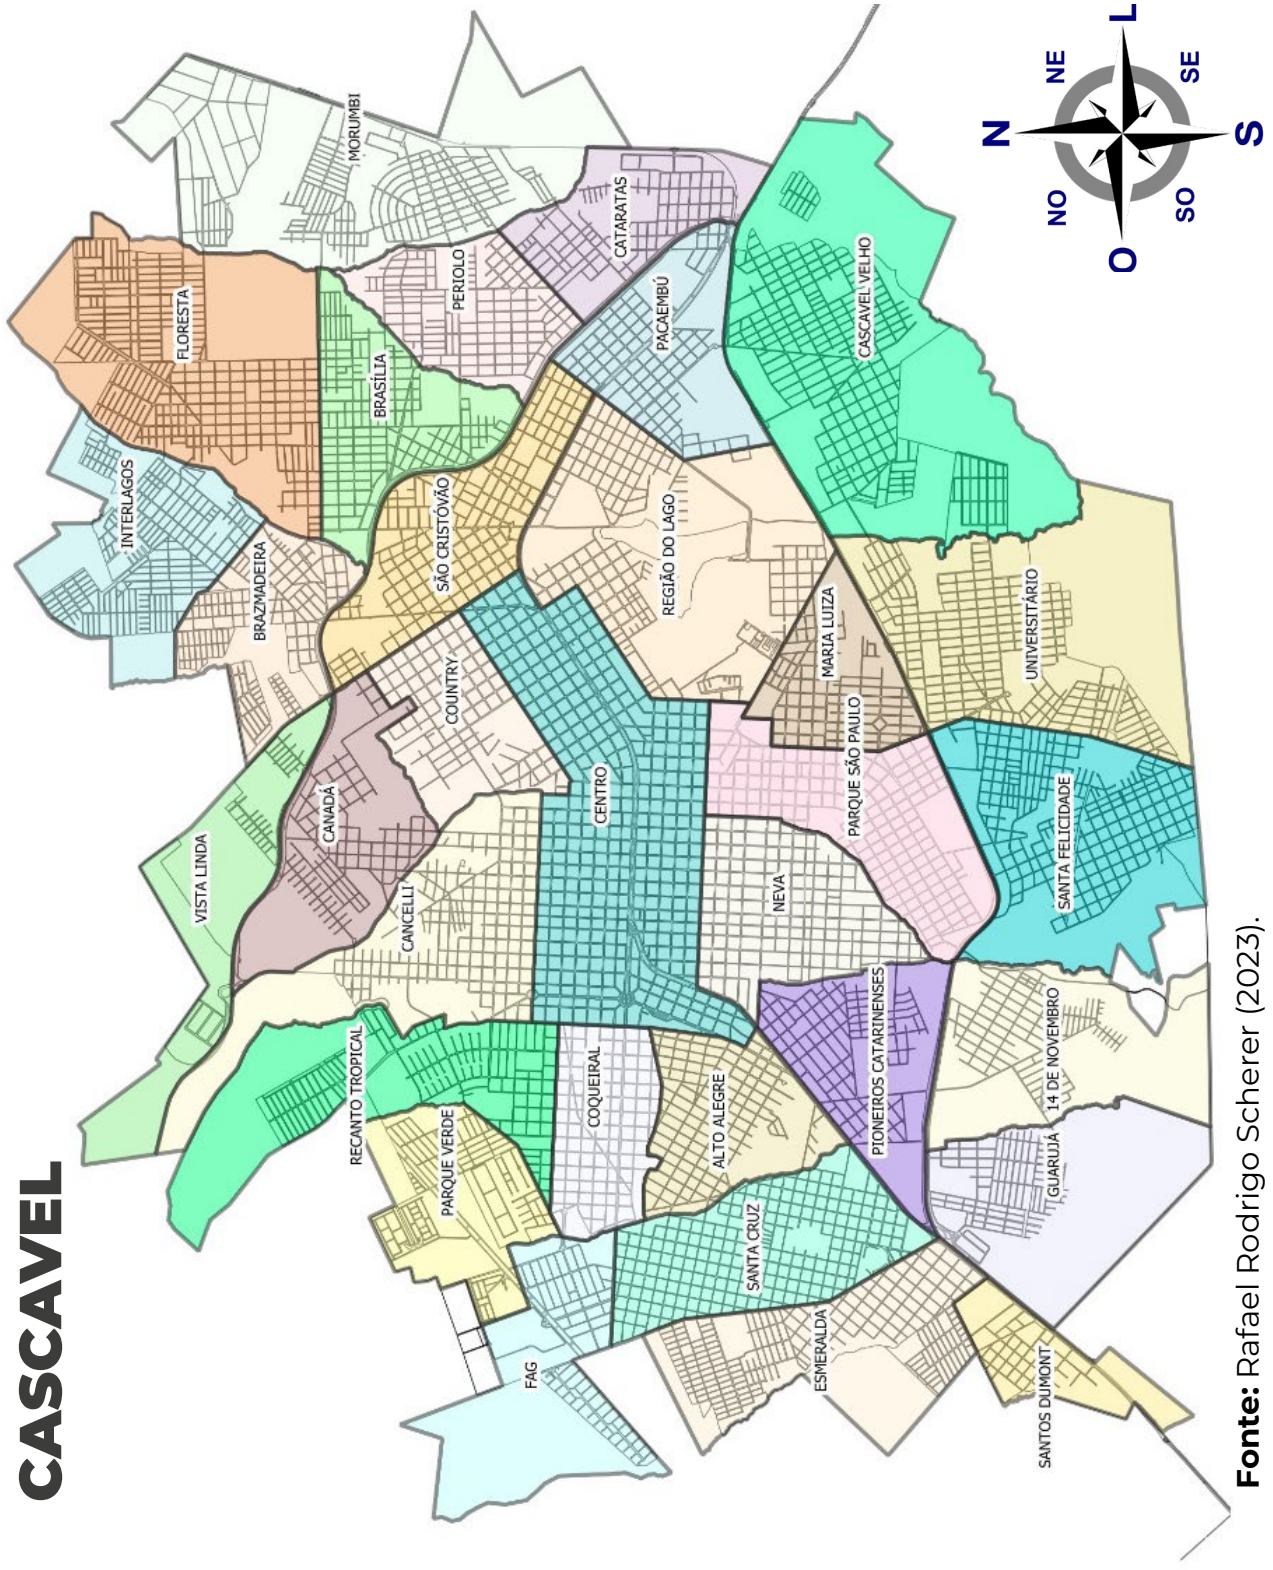 CASCAVEL
VISTA LINDA
INTERLAGOS
FLORESTA
MORUMBI
BRAZMADEIRA
CANADÁ
BRASÍLIA
RECANTO TROPICAL
CANCELLI
COUNTRY
SÃO CRISTÓVÃO
PERIOLO
PARQUE VERDE
FAG
COQUEIRAL
CENTRO
REGIÃO DO LAGO
PACAEMBÚ
CATARATAS
ALTO ALEGRE
SANTA CRUZ
NEVA
MARIA LUIZA
ESMERALDA
PIONEIROS CATARINENSES
PARQUE SÃO PAULO
CASCAVEL VELHO
SANTOS DUMONT
GUARUJÁ
14 DE NOVEMBRO
SANTA FELICIDADE
UNIVERSITÁRIO
N
NO
NE
O
L
SO
SE
S
Fonte: Rafael Rodrigo Scherer (2023).